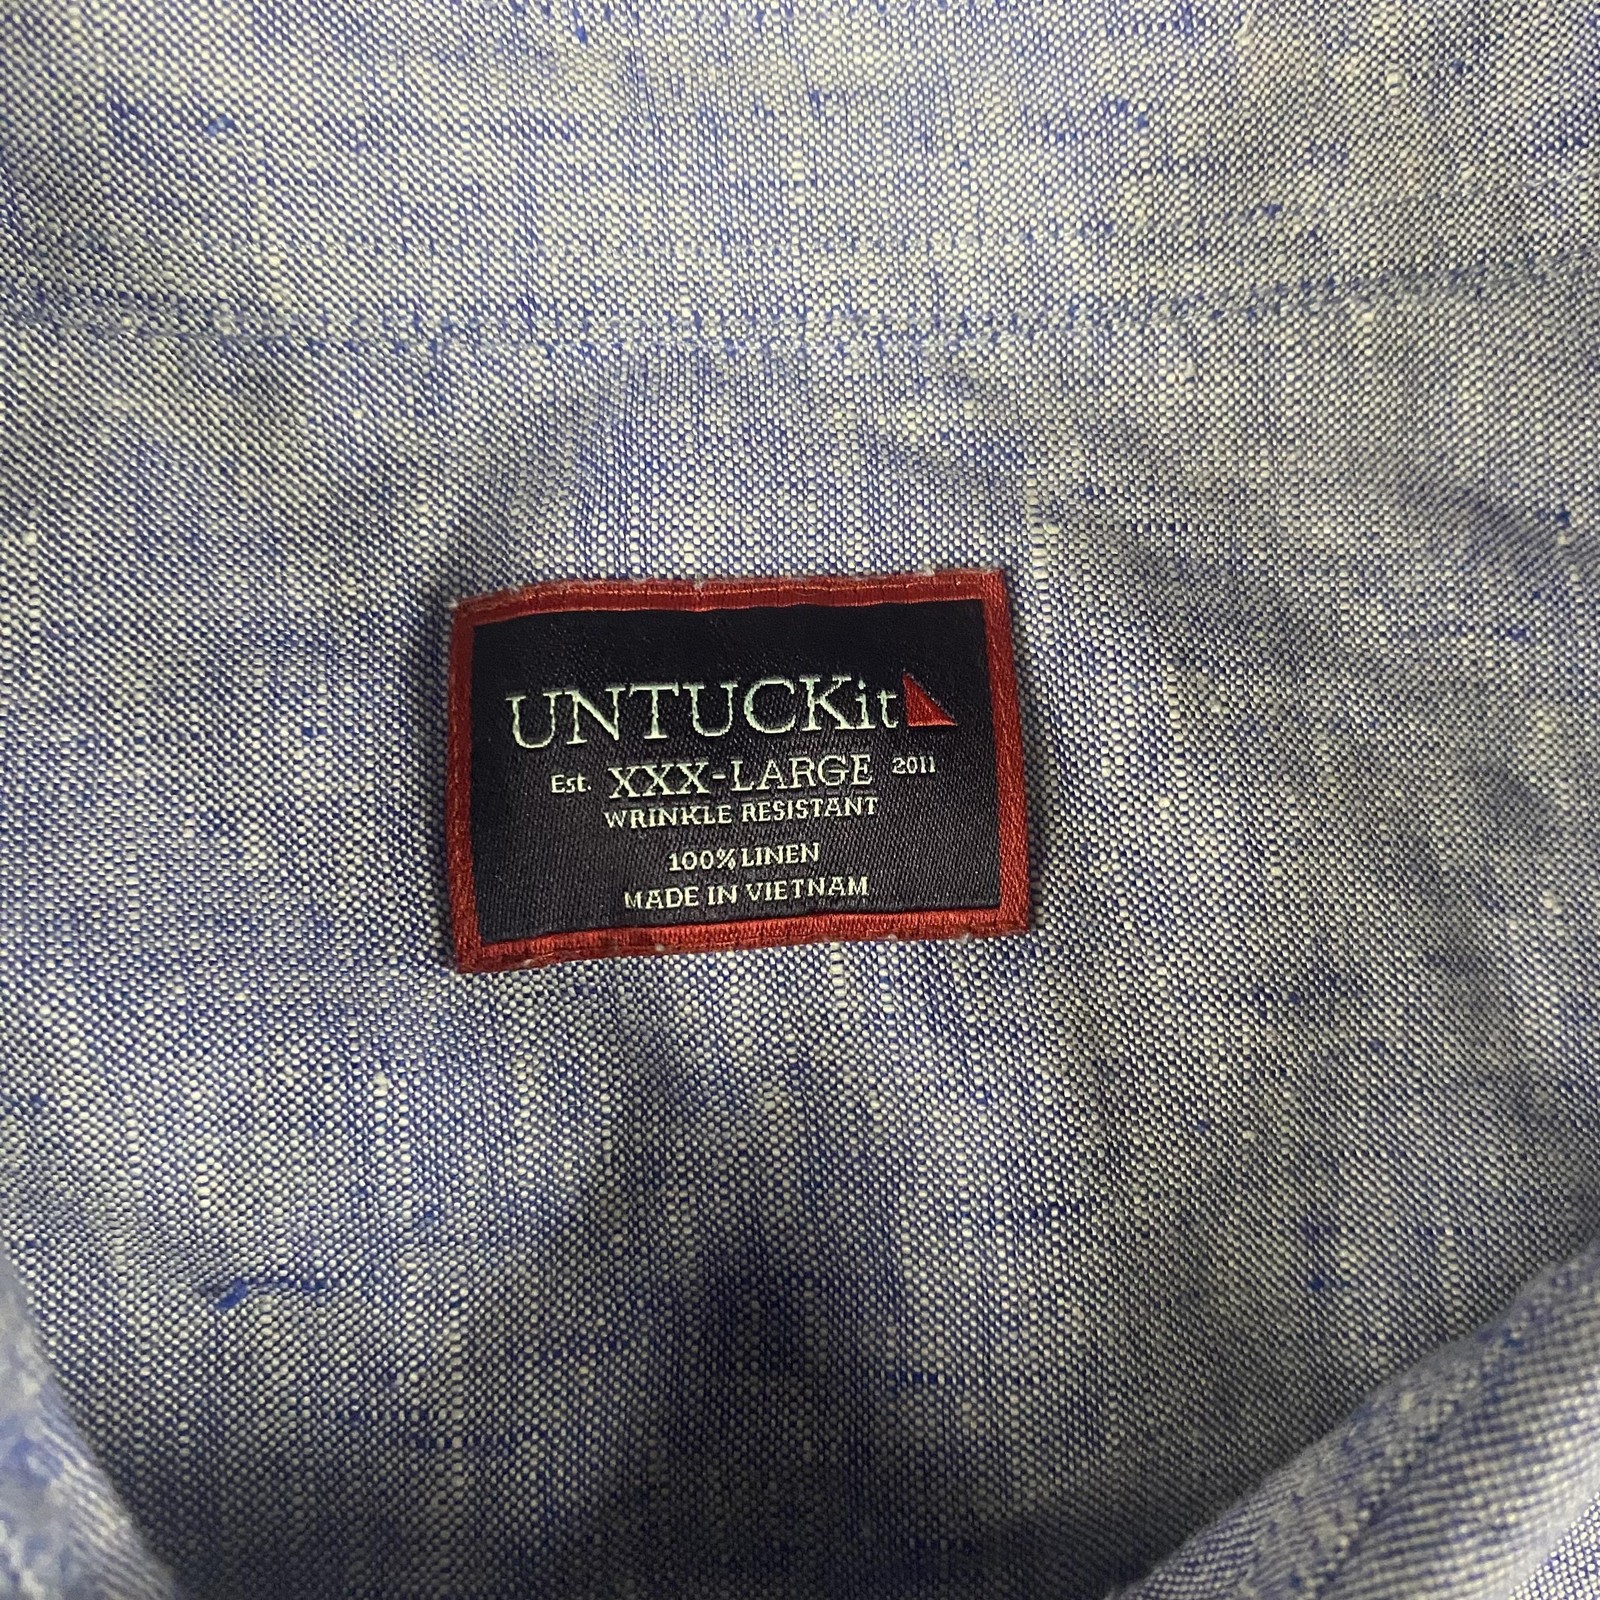 UNTUCKit
Est. XXX-LARGE 2011
WRINKLE RESISTANT
100% LINEN
MADE IN VIETNAM